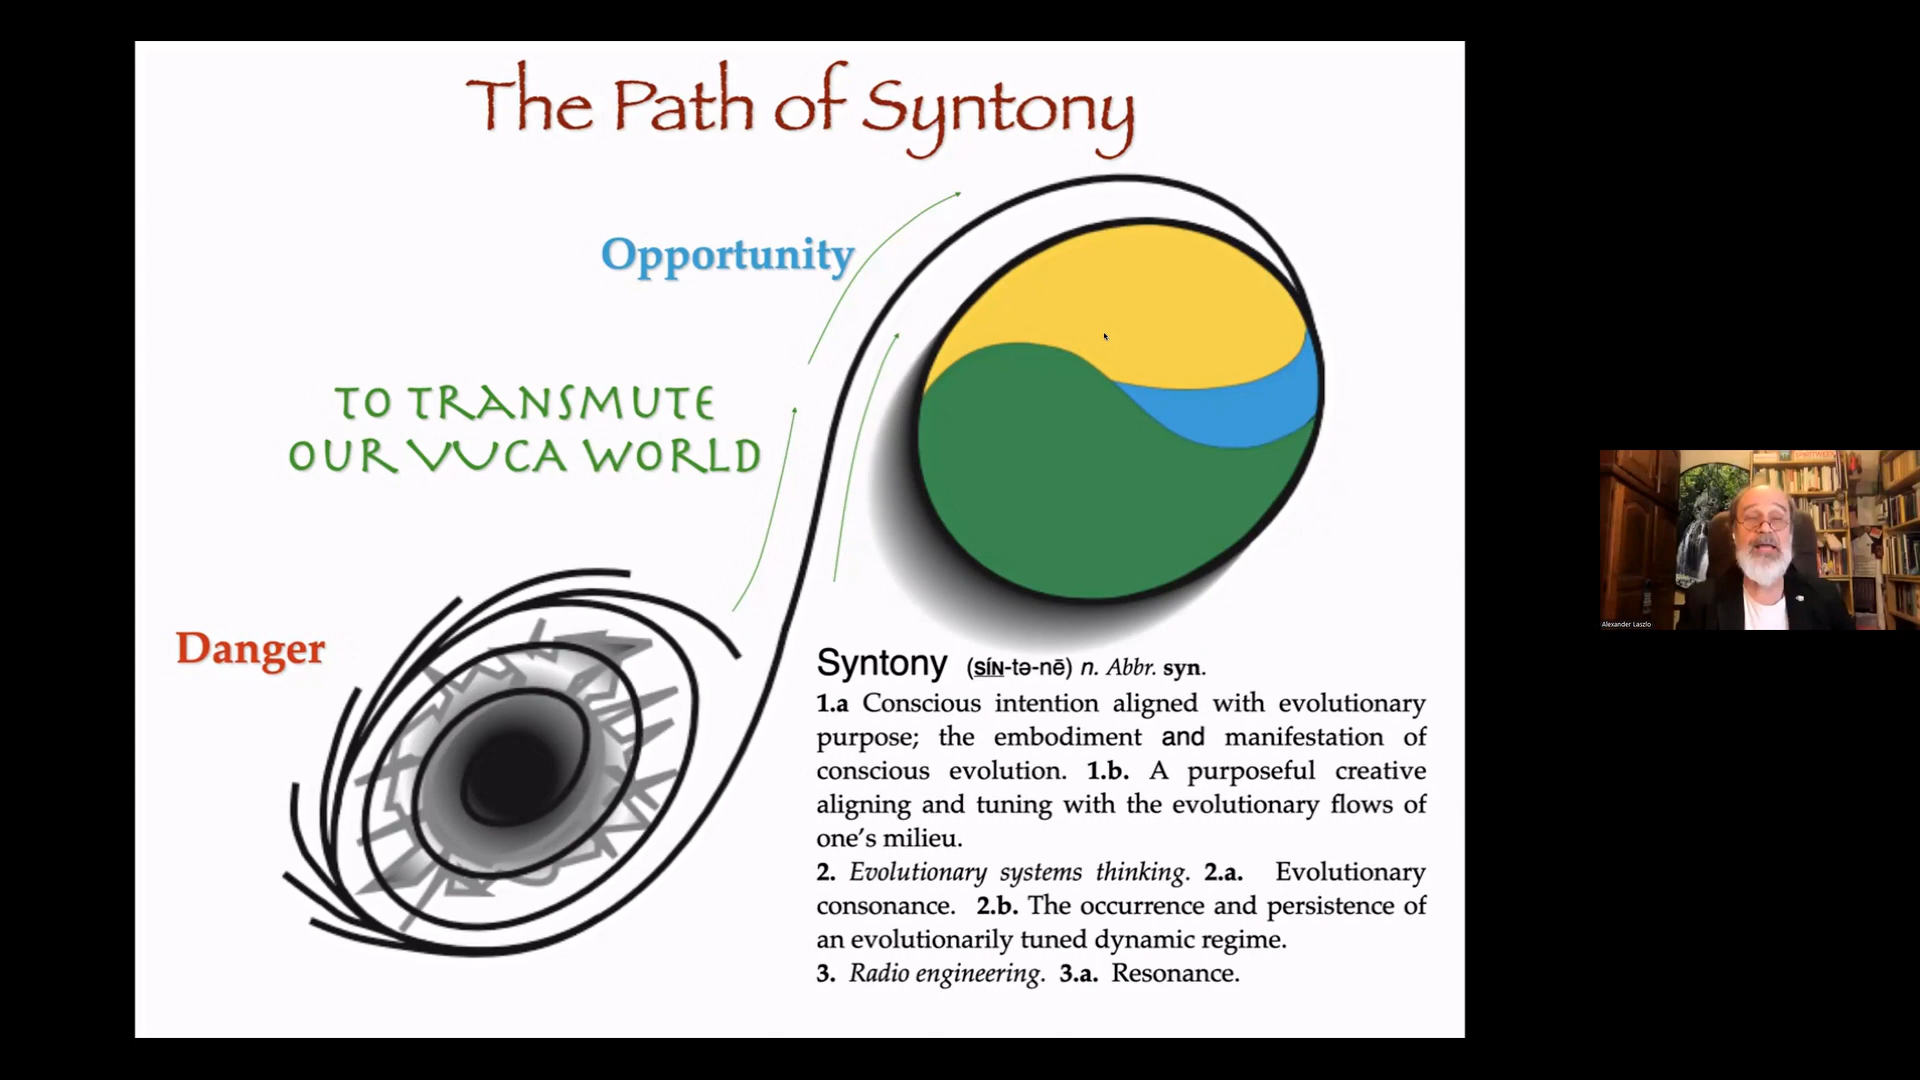 The Path of Syntony
Opportunity
TO TRANSMUTE
OUR VUCA WORLD
Danger
Syntony (SÍN-tə-nē) n. Abbr. syn.
1.a Conscious intention aligned with evolutionary
purpose; the embodiment and manifestation of
conscious evolution. 1.b. A purposeful creative
aligning and tuning with the evolutionary flows of
one’s milieu.
2. Evolutionary systems thinking. 2.a. Evolutionary
consonance. 2.b. The occurrence and persistence of
an evolutionarily tuned dynamic regime.
3. Radio engineering. 3.a. Resonance.
Alexander Laszlo